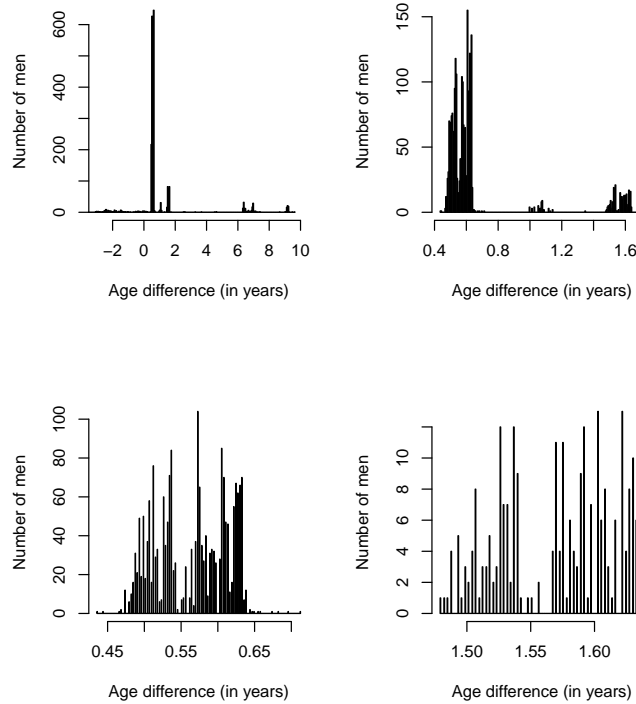 Number of men
0 200 400 600
−2 0 2 4 6 8 10
Age difference (in years)
Number of men
0 50 100 150
0.4 0.8 1.2 1.6
Age difference (in years)
Number of men
0 20 40 60 80 100
0.45 0.55 0.65
Age difference (in years)
Number of men
0 2 4 6 8 10
1.50 1.55 1.60
Age difference (in years)